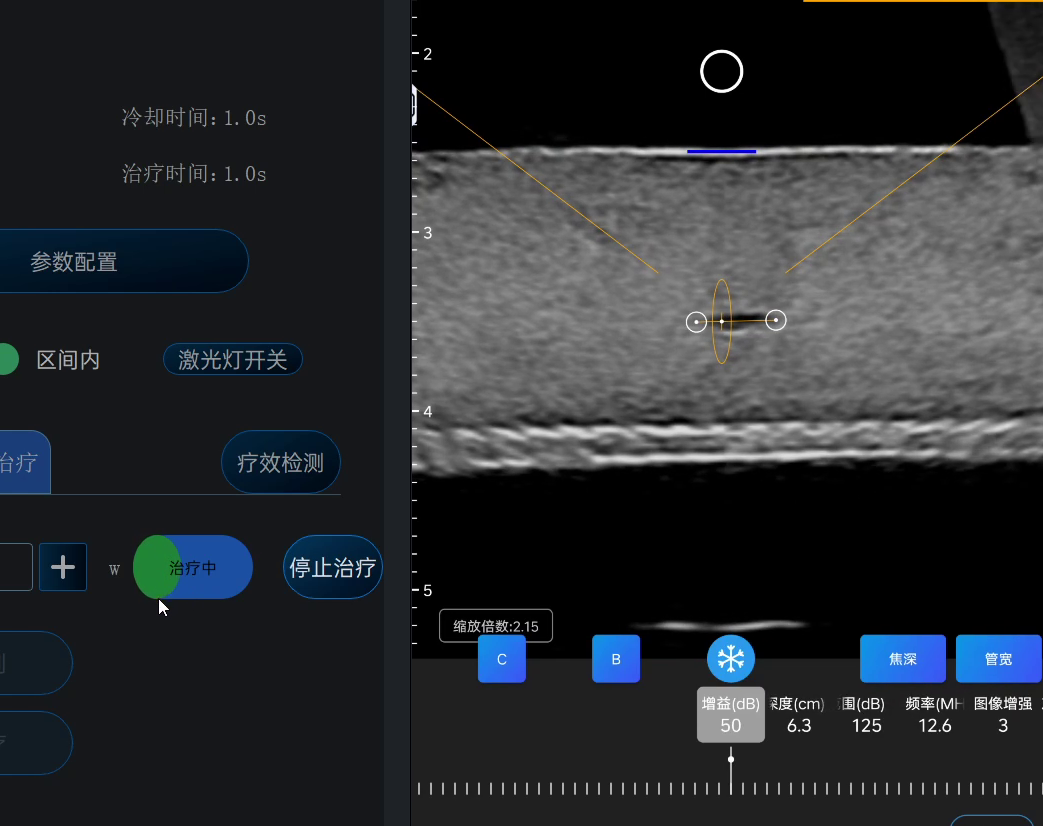 冷却时间:1.0s
治疗时间:1.0s
参数配置
区间内
激光灯开关
治疗
疗效检测
w
治疗中
停止治疗
2
3
4
5
缩放倍数:2.15
C
B
焦深
管宽
增益(dB)
50
深度(cm)
6.3
围(dB)
125
频率(MH
12.6
图像增强
3